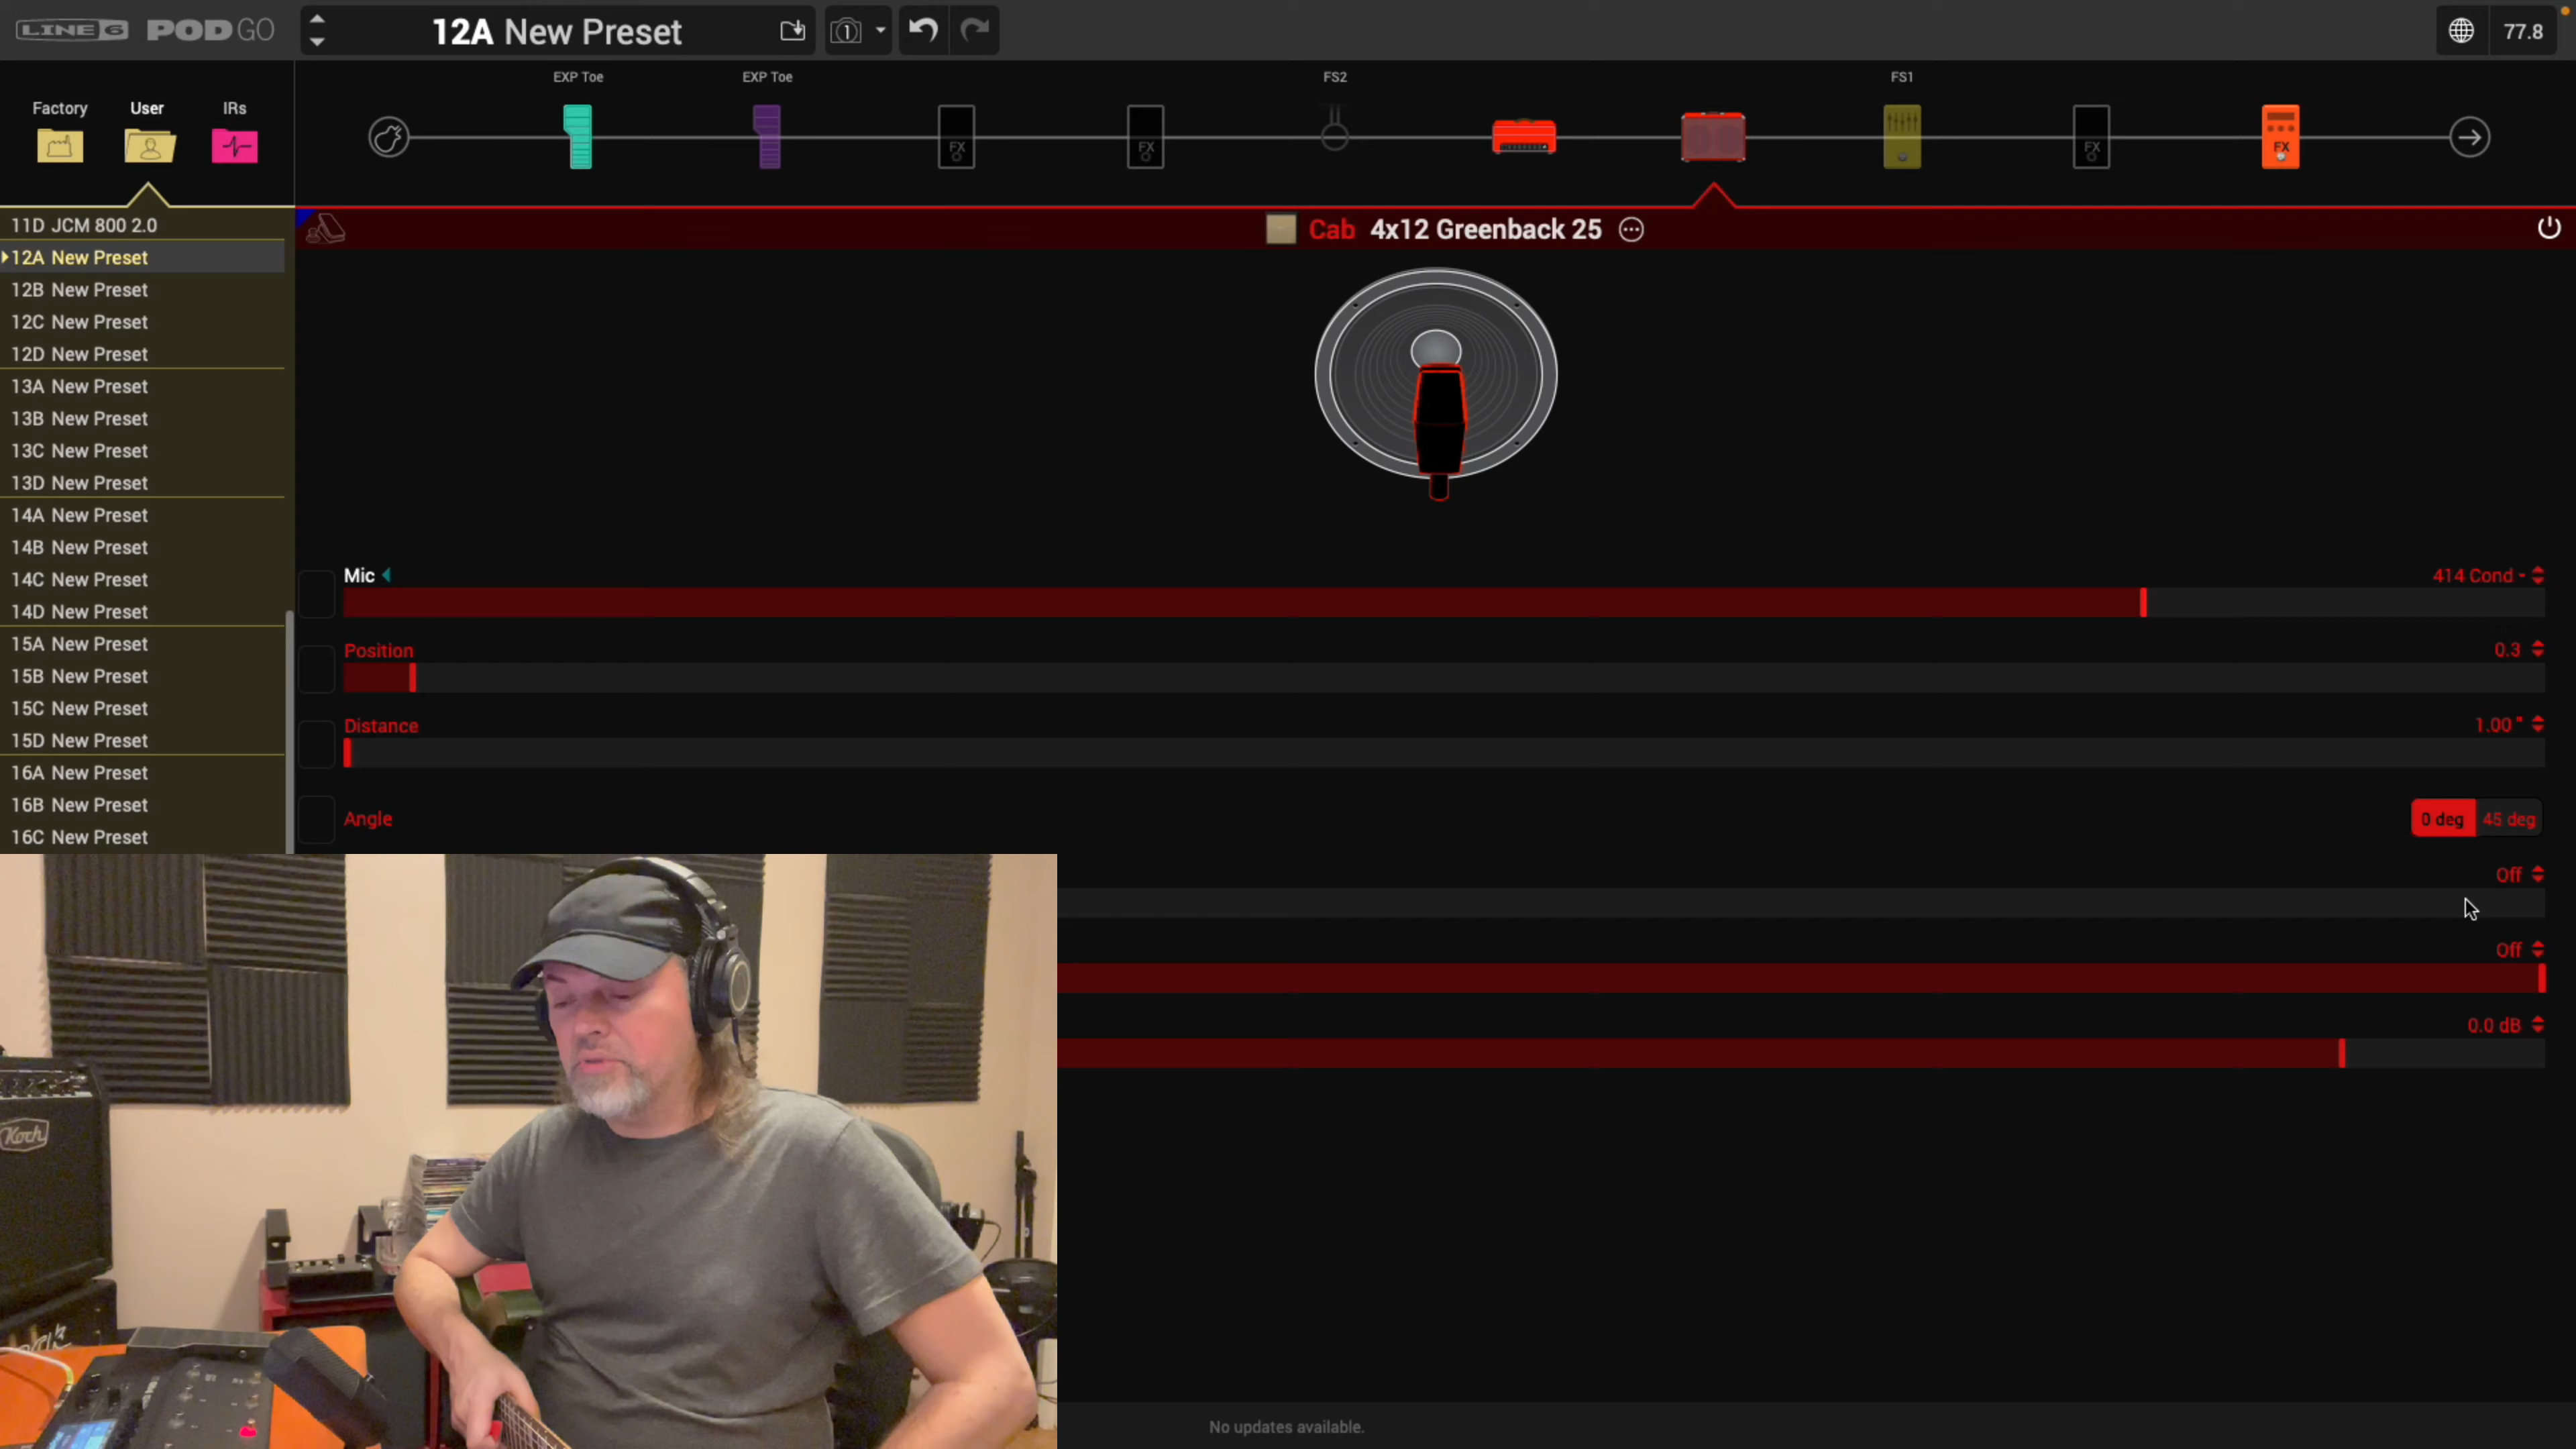 LINE 6 POD GO
12A New Preset
1
77.8
Factory
User
IRs
EXP Toe
EXP Toe
FS2
FS1
FX
FX
FX
FX
11D JCM 800 2.0
12A New Preset
12B New Preset
12C New Preset
12D New Preset
13A New Preset
13B New Preset
13C New Preset
13D New Preset
14A New Preset
14B New Preset
14C New Preset
14D New Preset
15A New Preset
15B New Preset
15C New Preset
15D New Preset
16A New Preset
16B New Preset
16C New Preset
Cab 4x12 Greenback 25
Mic
414 Cond
Position
0.3
Distance
1.00 "
Angle
0 deg 45 deg
Off
Off
0.0 dB
Koch
No updates available.